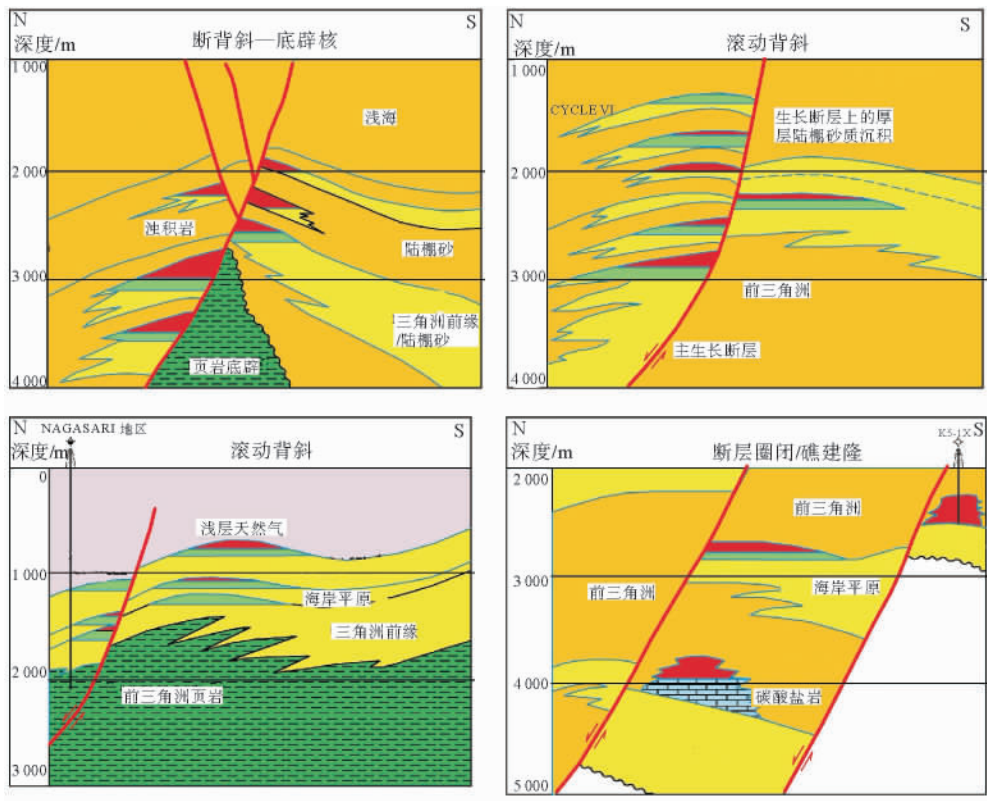 N
S
深度/m
断背斜—底辟核
1 000
浅海
2 000
浊积岩
陆棚砂
3 000
三角洲前缘
/陆棚砂
页岩底辟
4 000
N
S
深度/m
滚动背斜
1 000
CYCLE VI
生长断层上的厚
层陆棚砂质沉积
2 000
3 000
前三角洲
主生长断层
4 000
N
NAGASARI 地区
S
深度/m
滚动背斜
0
浅层天然气
1 000
海岸平原
三角洲前缘
2 000
前三角洲页岩
3 000
N
K5-1X
S
深度/m
断层圈闭/礁建隆
2 000
前三角洲
3 000
前三角洲
海岸平原
4 000
碳酸盐岩
5 000